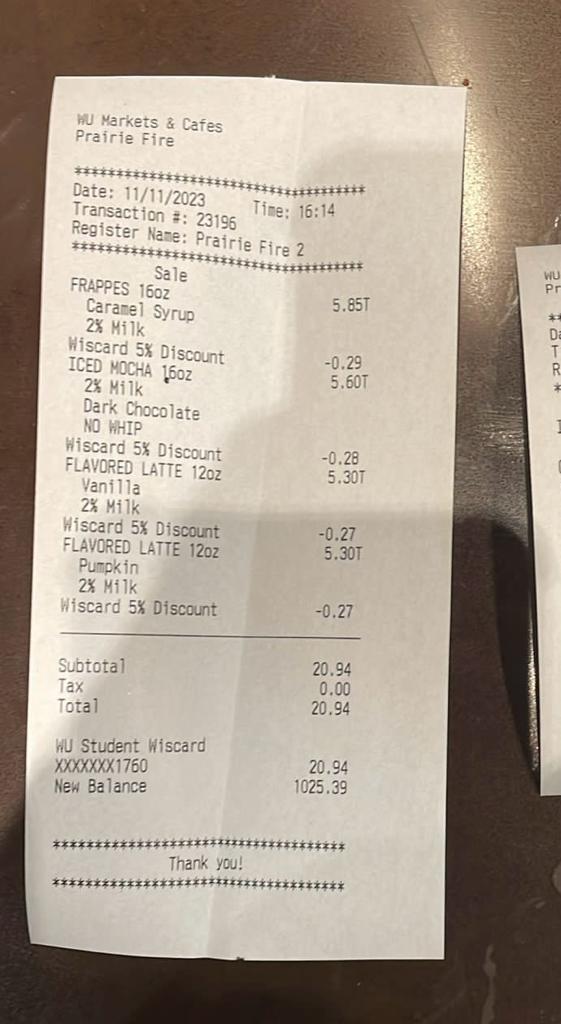 WU Markets & Cafes
Prairie Fire
***********************************
Date: 11/11/2023 Time: 16:14
Transaction #: 23196
Register Name: Prairie Fire 2
***********************************
Sale
FRAPPES 16oz 5.85T
Caramel Syrup
2% Milk
Wiscard 5% Discount -0.29
ICED MOCHA 16oz 5.60T
2% Milk
Dark Chocolate
NO WHIP
Wiscard 5% Discount -0.28
FLAVORED LATTE 12oz 5.30T
Vanilla
2% Milk
Wiscard 5% Discount -0.27
FLAVORED LATTE 12oz 5.30T
Pumpkin
2% Milk
Wiscard 5% Discount -0.27
Subtotal 20.94
Tax 0.00
Total 20.94
WU Student Wiscard
XXXXXXX1760 20.94
New Balance 1025.39
***********************************
Thank you!
***********************************
WU
Pr